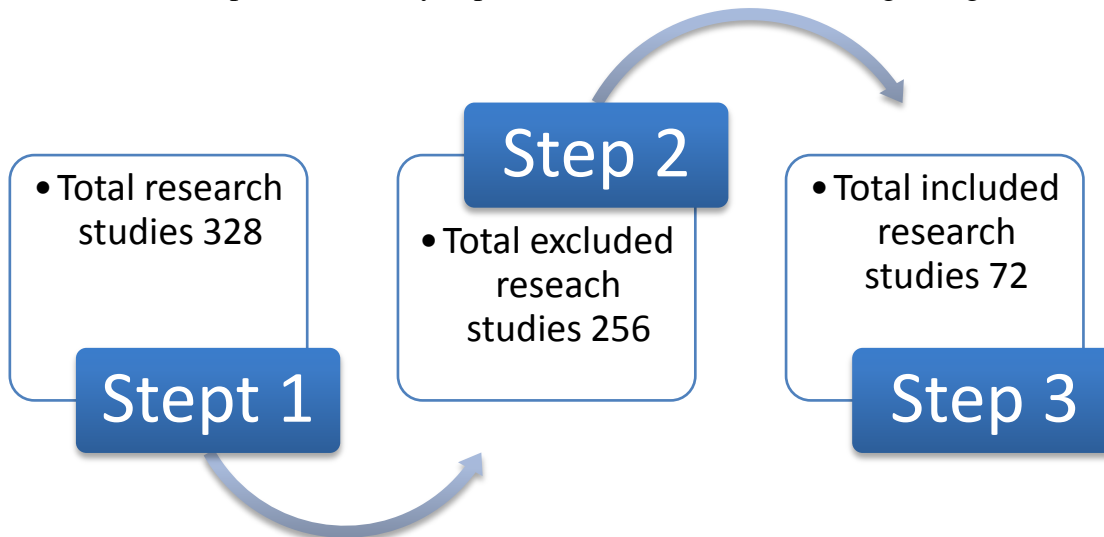 • Total research
studies 328
Stept 1
Step 2
• Total excluded
reseach
studies 256
• Total included
research
studies 72
Step 3